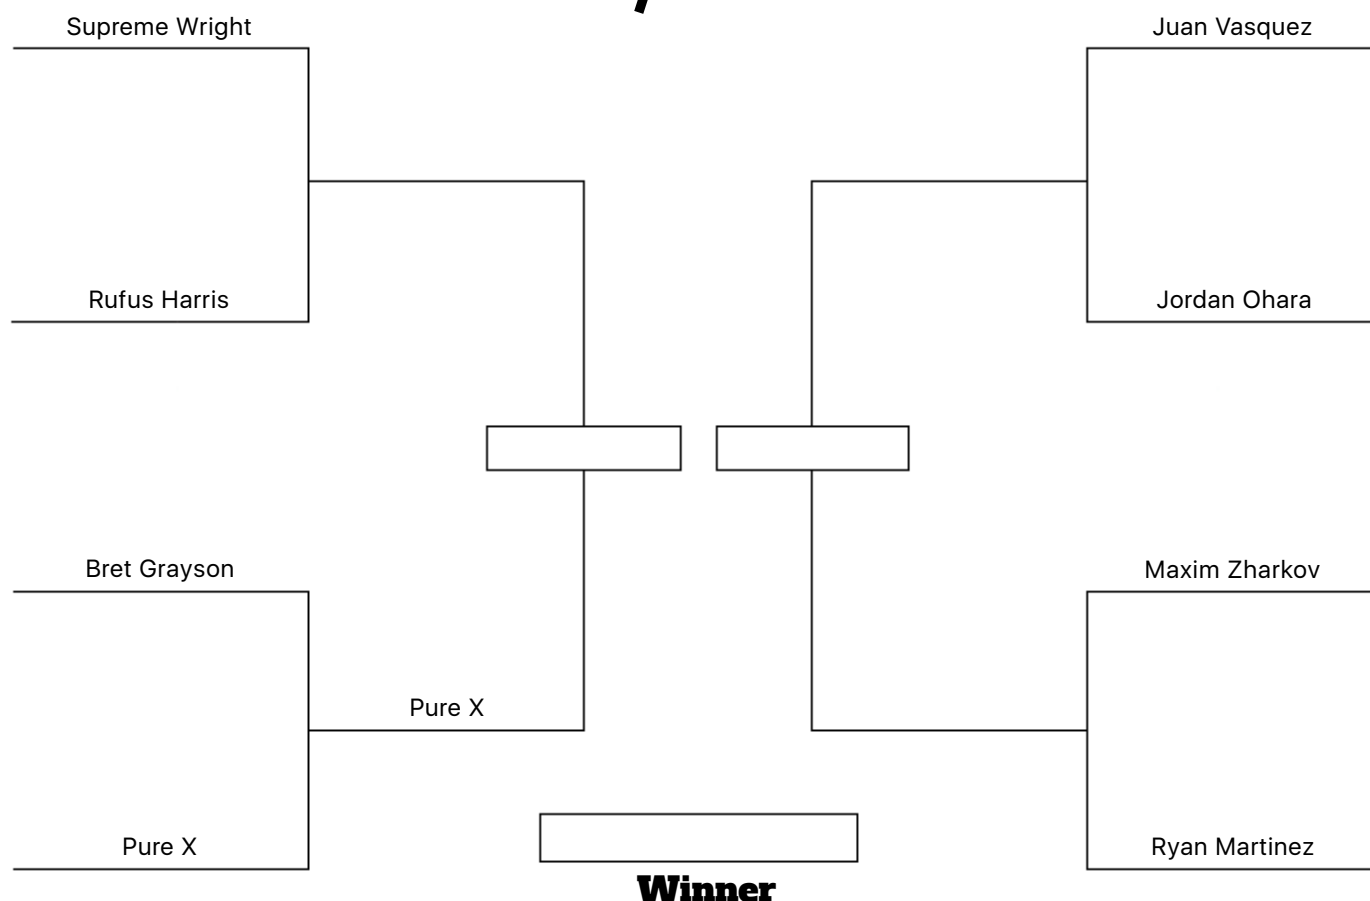 Supreme Wright
Juan Vasquez
Rufus Harris
Jordan Ohara
Bret Grayson
Maxim Zharkov
Pure X
Pure X
Ryan Martinez
Winner